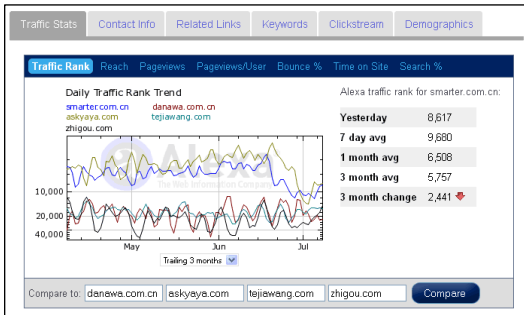 Traffic Stats Contact Info Related Links Keywords Clickstream Demographics
Traffic Rank Reach Pageviews Pageviews/User Bounce % Time on Site Search %
Daily Traffic Rank Trend
smarter.com.cn danawa.com.cn
askyaya.com tejiawang.com
zhigou.com
Alexa
The Web Information Company
10,000
20,000
40,000
May Jun Jul
Trailing 3 months
Alexa traffic rank for smarter.com.cn:
Yesterday 8,617
7 day avg 9,680
1 month avg 6,508
3 month avg 5,757
3 month change 2,441
Compare to: danawa.com.cn askyaya.com tejiawang.com zhigou.com Compare